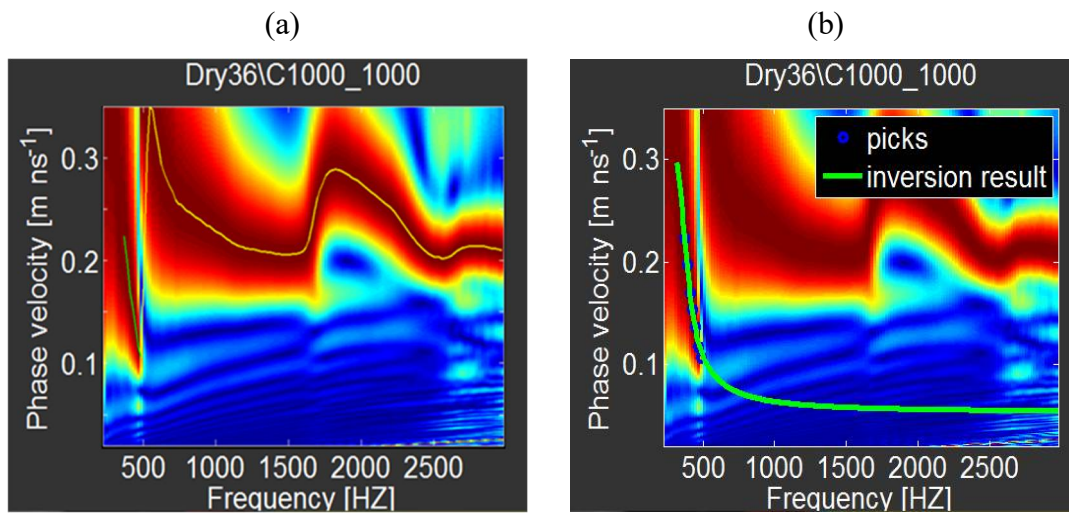 (a)
Dry36\C1000_1000
Phase velocity [m ns-1]
0.3
0.2
0.1
500 1000 1500 2000 2500
Frequency [HZ]
(b)
Dry36\C1000_1000
picks
inversion result
Phase velocity [m ns-1]
0.3
0.2
0.1
500 1000 1500 2000 2500
Frequency [HZ]